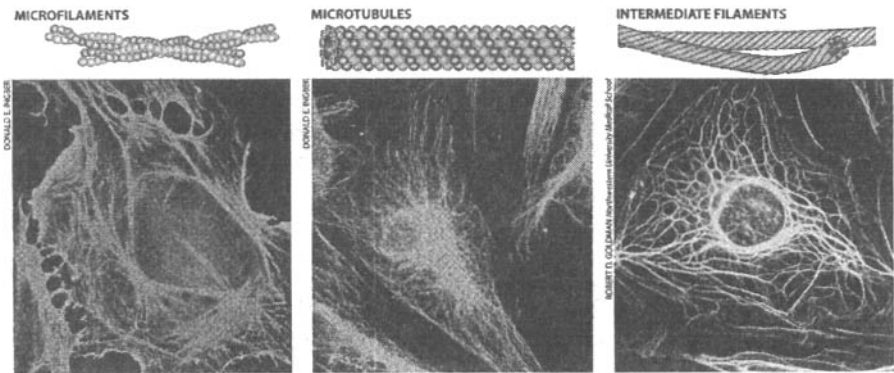 MICROFILAMENTS
MICROTUBULES
INTERMEDIATE FILAMENTS
DONALD E. INGBER
DONALD E. INGBER
ROBERT D. GOLDMAN Northwestern University Medical School